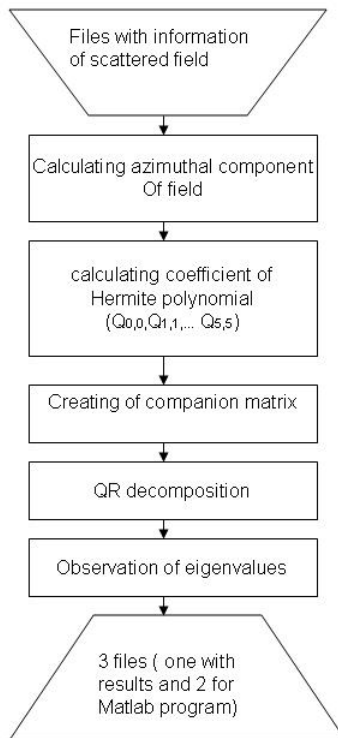 Files with information
of scattered field
Calculating azimuthal component
Of field
calculating coefficient of
Hermite polynomial
(Q0,0,Q1,1,... Q5,5)
Creating of companion matrix
QR decomposition
Observation of eigenvalues
3 files ( one with
results and 2 for
Matlab program)